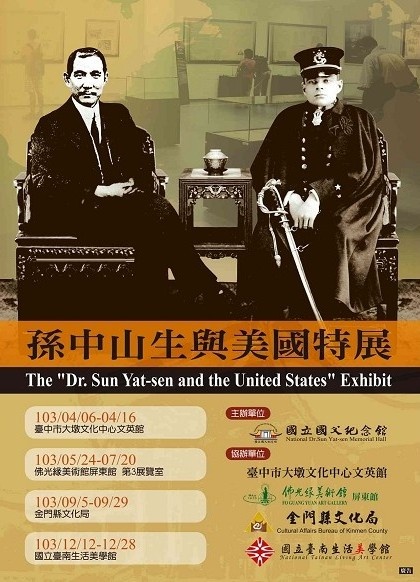 孫中山生與美國特展
The "Dr. Sun Yat-sen and the United States" Exhibit
103/04/06-04/16
臺中市大墩文化中心文英館
103/05/24-07/20
佛光緣美術館屏東館 第3展覽室
103/09/5-09/29
金門縣文化局
103/12/12-12/28
國立臺南生活美學館
主辦單位
國立國父紀念館
National Dr.Sun Yat-sen Memorial Hall
協辦單位
臺中市大墩文化中心文英館
佛光緣美術館 屏東館
FO GUANG YUAN ART GALLERY
金門縣文化局
Cultural Affairs Bureau of Kinmen County
國立臺南生活美學館
National Tainan Living Art Center
廣告